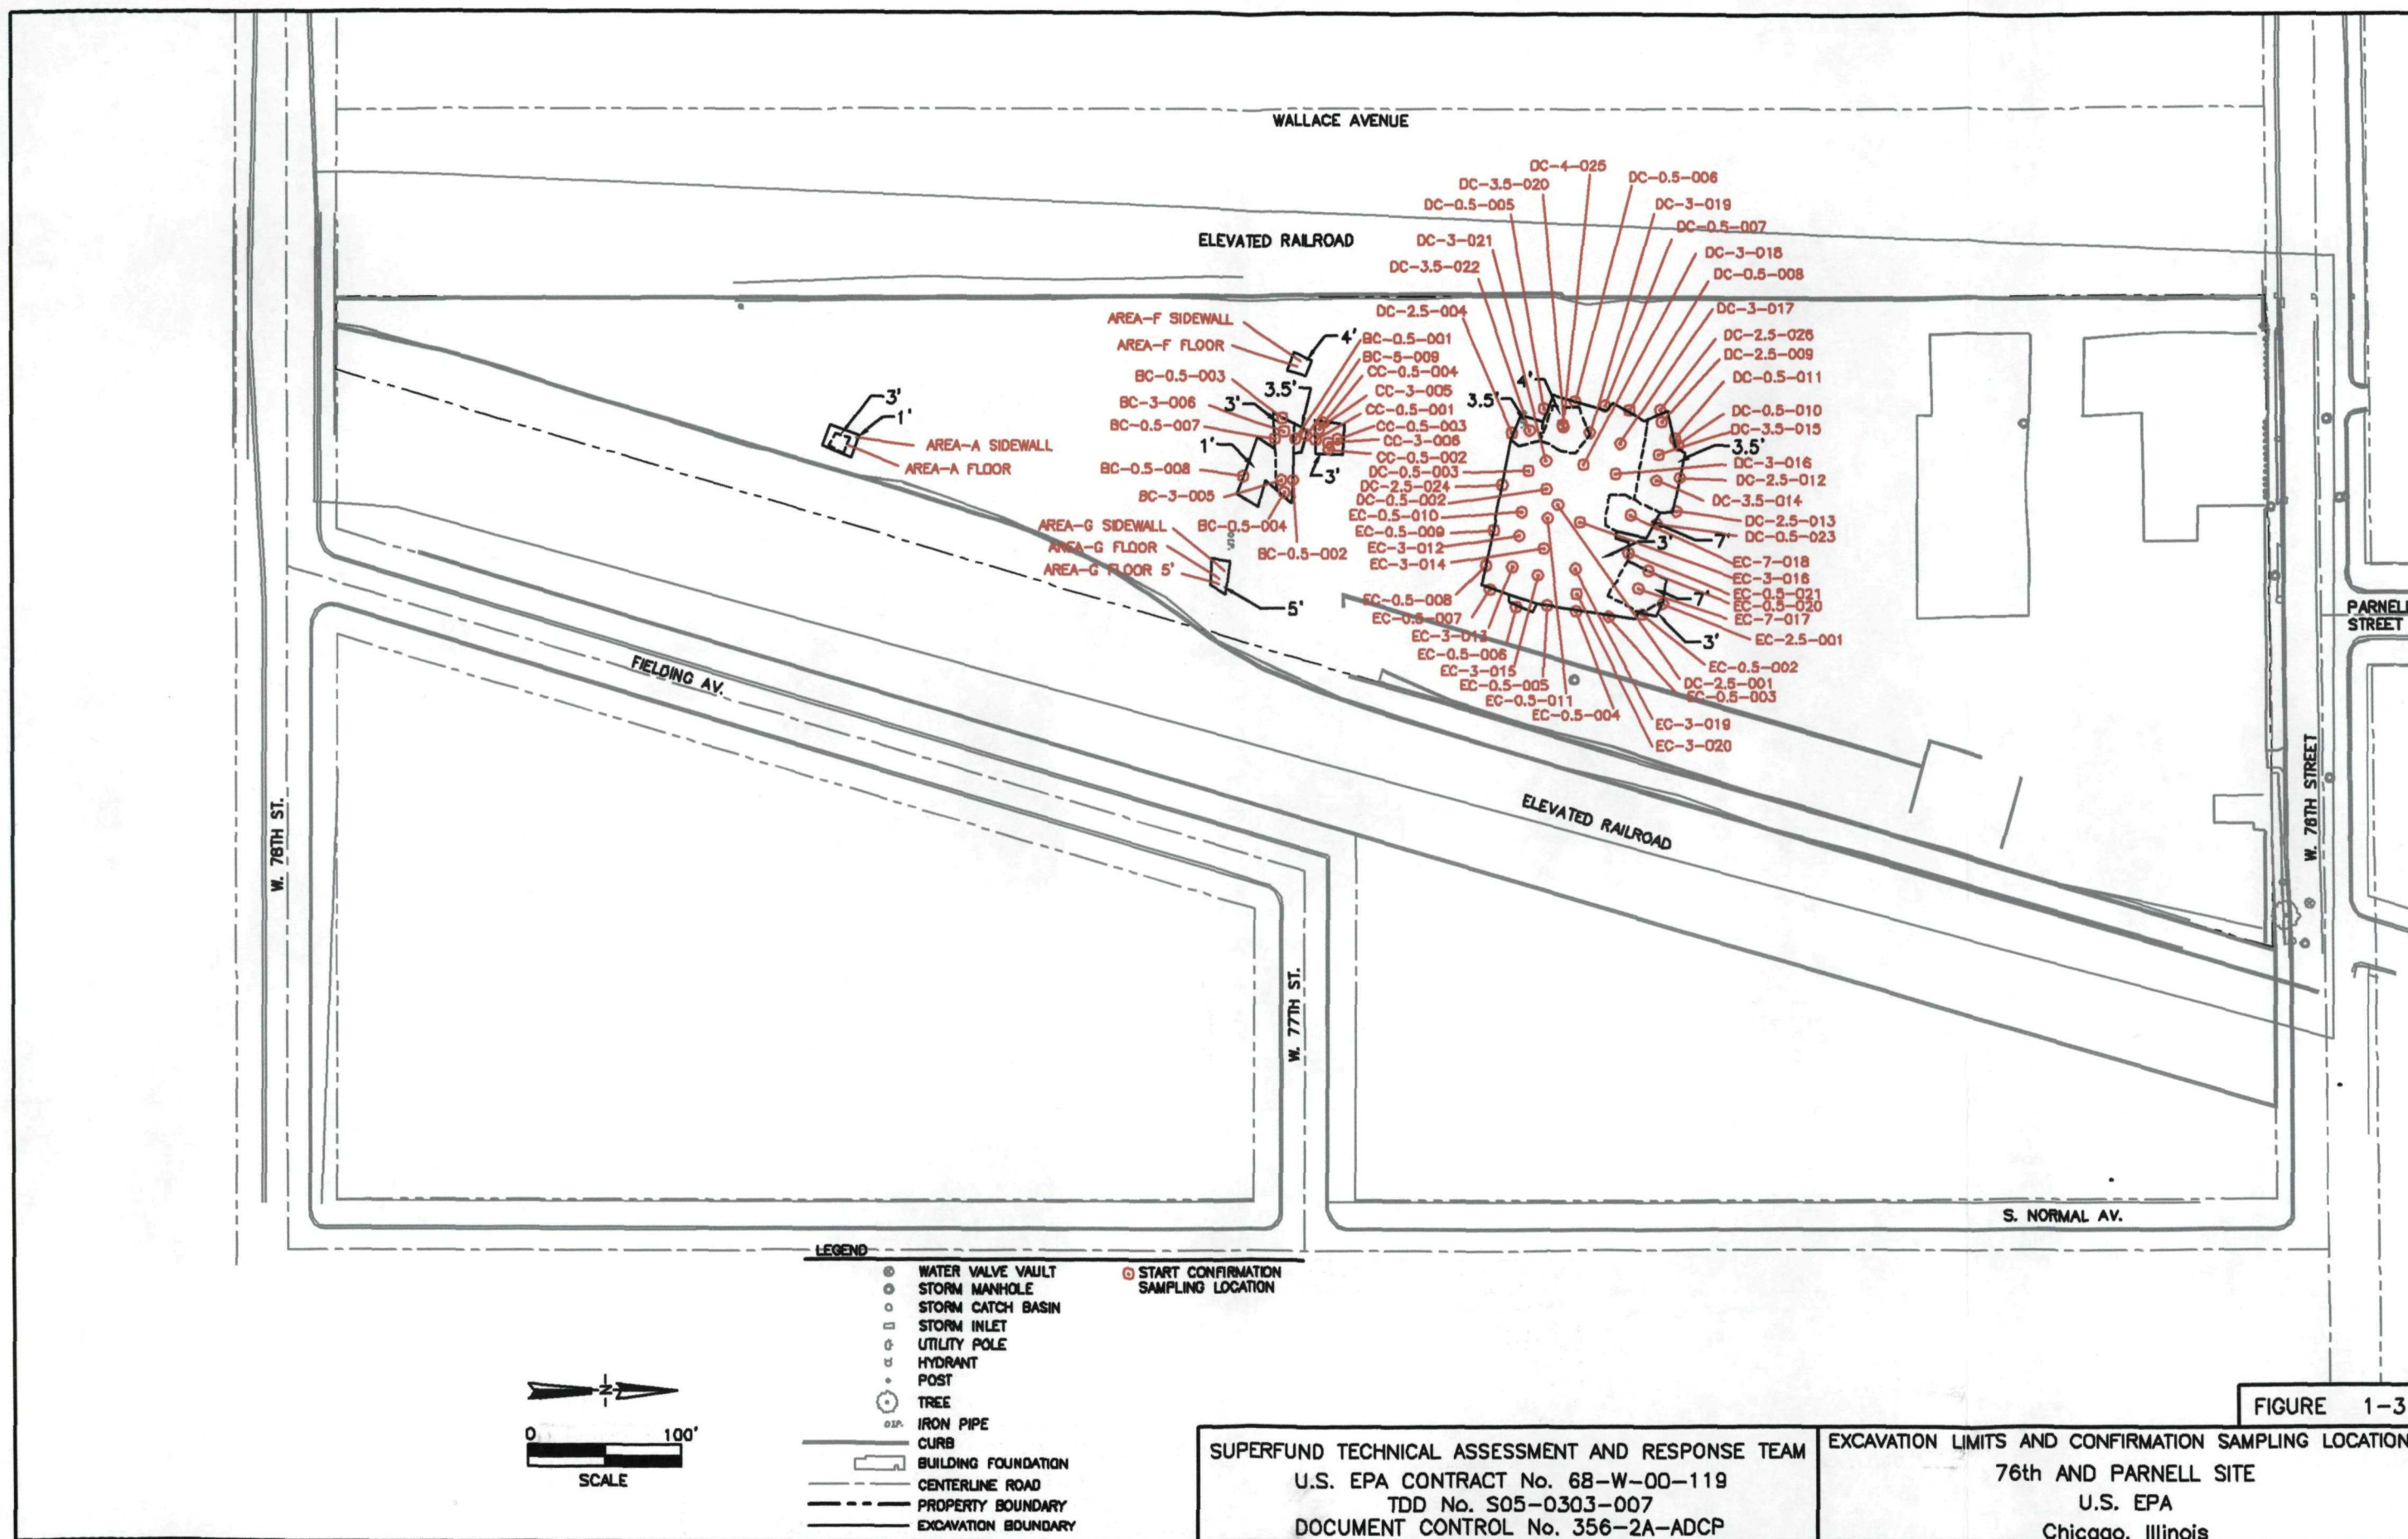 WALLACE AVENUE
ELEVATED RAILROAD
DC-4-025
DC-3.5-020
DC-0.5-006
DC-0.5-005
DC-3-019
DC-0.5-007
DC-3-021
DC-3-018
DC-3.5-022
DC-0.5-008
DC-2.5-004
DC-3-017
DC-2.5-026
DC-2.5-009
DC-0.5-011
DC-0.5-010
DC-3.5-015
3.5'
DC-3-016
DC-2.5-012
DC-3.5-014
DC-2.5-013
DC-0.5-023
7'
3'
EC-7-018
EC-3-016
EC-0.5-021
EC-0.5-020
EC-7-017
7'
EC-2.5-001
3'
EC-0.5-002
DC-2.5-001
EC-0.5-003
EC-3-019
EC-3-020
4'
3.5'
DC-0.5-003
DC-2.5-024
DC-0.5-002
EC-0.5-010
EC-0.5-009
EC-3-012
EC-3-014
EC-0.5-008
EC-0.5-007
EC-3-013
EC-0.5-006
EC-3-015
EC-0.5-005
EC-0.5-011
EC-0.5-004
AREA-F SIDEWALL
AREA-F FLOOR
4'
BC-0.5-001
BC-5-009
CC-0.5-004
CC-3-005
CC-0.5-001
CC-0.5-003
CC-3-006
CC-0.5-002
3'
BC-0.5-003
3.5'
BC-3-006
3'
BC-0.5-007
1'
BC-0.5-008
BC-3-005
BC-0.5-004
BC-0.5-002
3'
1'
AREA-A SIDEWALL
AREA-A FLOOR
AREA-G SIDEWALL
AREA-G FLOOR
AREA-G FLOOR 5'
5'
FIELDING AV.
ELEVATED RAILROAD
W. 78TH ST.
W. 77TH ST.
W. 76TH STREET
PARNELL
STREET
S. NORMAL AV.
LEGEND
WATER VALVE VAULT
STORM MANHOLE
STORM CATCH BASIN
STORM INLET
UTILITY POLE
HYDRANT
POST
TREE
IRON PIPE
CURB
BUILDING FOUNDATION
CENTERLINE ROAD
PROPERTY BOUNDARY
EXCAVATION BOUNDARY
START CONFIRMATION
SAMPLING LOCATION
N
0 100'
SCALE
FIGURE 1-3
SUPERFUND TECHNICAL ASSESSMENT AND RESPONSE TEAM
U.S. EPA CONTRACT No. 68-W-00-119
TDD No. S05-0303-007
DOCUMENT CONTROL No. 356-2A-ADCP
EXCAVATION LIMITS AND CONFIRMATION SAMPLING LOCATION
76th AND PARNELL SITE
U.S. EPA
Chicago, Illinois